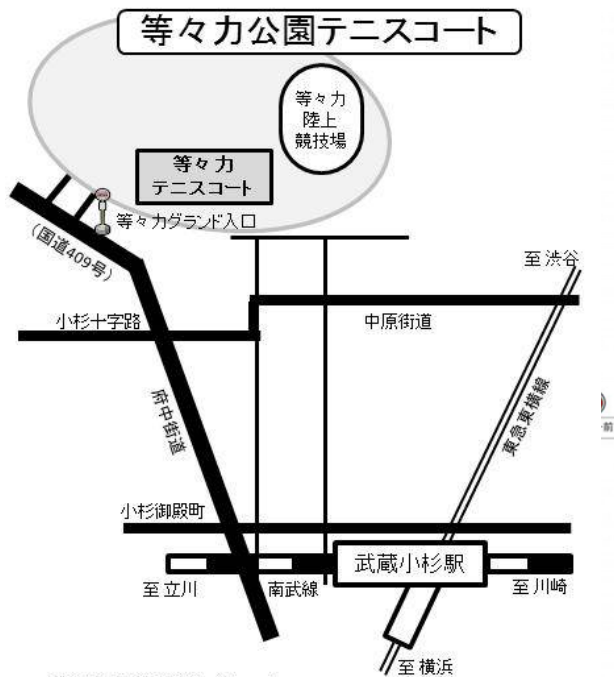 等々力公園テニスコート
等々力
陸上
競技場
等々力
テニスコート
等々力グランド入口
(国道409号)
至渋谷
小杉十字路
中原街道
府中街道
東急東横線
前
小杉御殿町
武蔵小杉駅
至立川
南武線
至川崎
至横浜